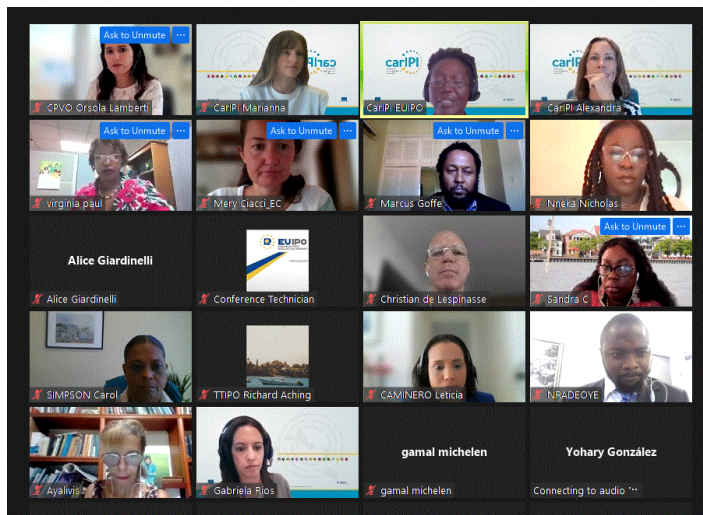 Ask to Unmute ...
CPVO Orsola Lamberti
CarIPI
CarIPI Marianna
carIPI
CarIPI EUIPO
carIPI
CarIPI Alexandra
Ask to Unmute ...
virginia paul
Ask to Unmute ...
Mery Ciacci_EC
Ask to Unmute ...
Marcus Goffe
Nneka Nicholas
Alice Giardinelli
Alice Giardinelli
EUIPO
Conference Technician
Christian de Lespinasse
Ask to Unmute ...
Sandra C
SIMPSON Carol
TTIPO Richard Aching
CAMINERO Leticia
NRADEOYE
Ayalivis
Gabriela Rios
gamal michelen
gamal michelen
Yohary González
Connecting to audio ...